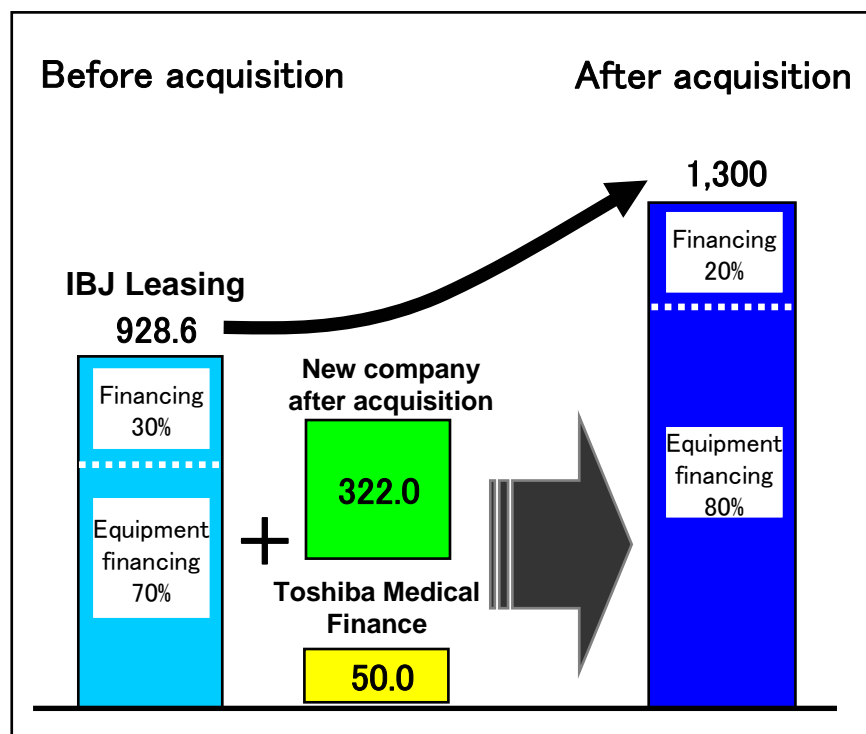 Before acquisition
After acquisition
1,300
Financing
20%
IBJ Leasing
928.6
New company
after acquisition
Financing
30%
322.0
Equipment
financing
80%
Equipment
financing
70%
+
Toshiba Medical
Finance
50.0